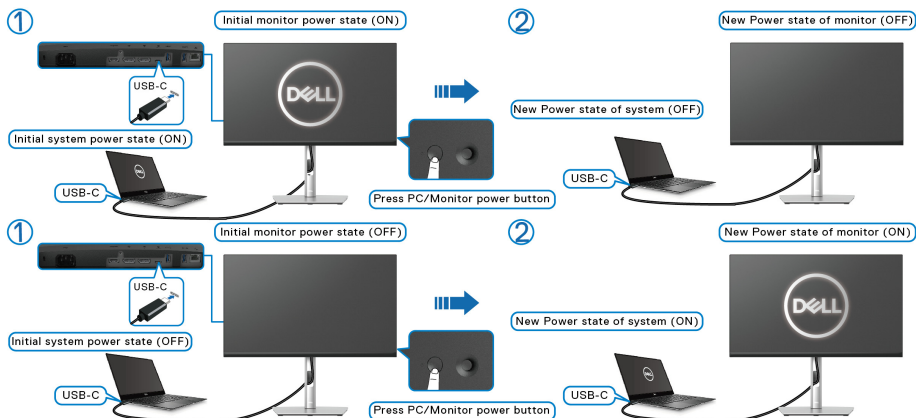 ① Initial monitor power state (ON)
② New Power state of monitor (OFF)
USB-C
DELL
New Power state of system (OFF)
Initial system power state (ON)
DELL
USB-C
USB-C
Press PC/Monitor power button
① Initial monitor power state (OFF)
② New Power state of monitor (ON)
USB-C
DELL
New Power state of system (ON)
Initial system power state (OFF)
DELL
USB-C
USB-C
Press PC/Monitor power button